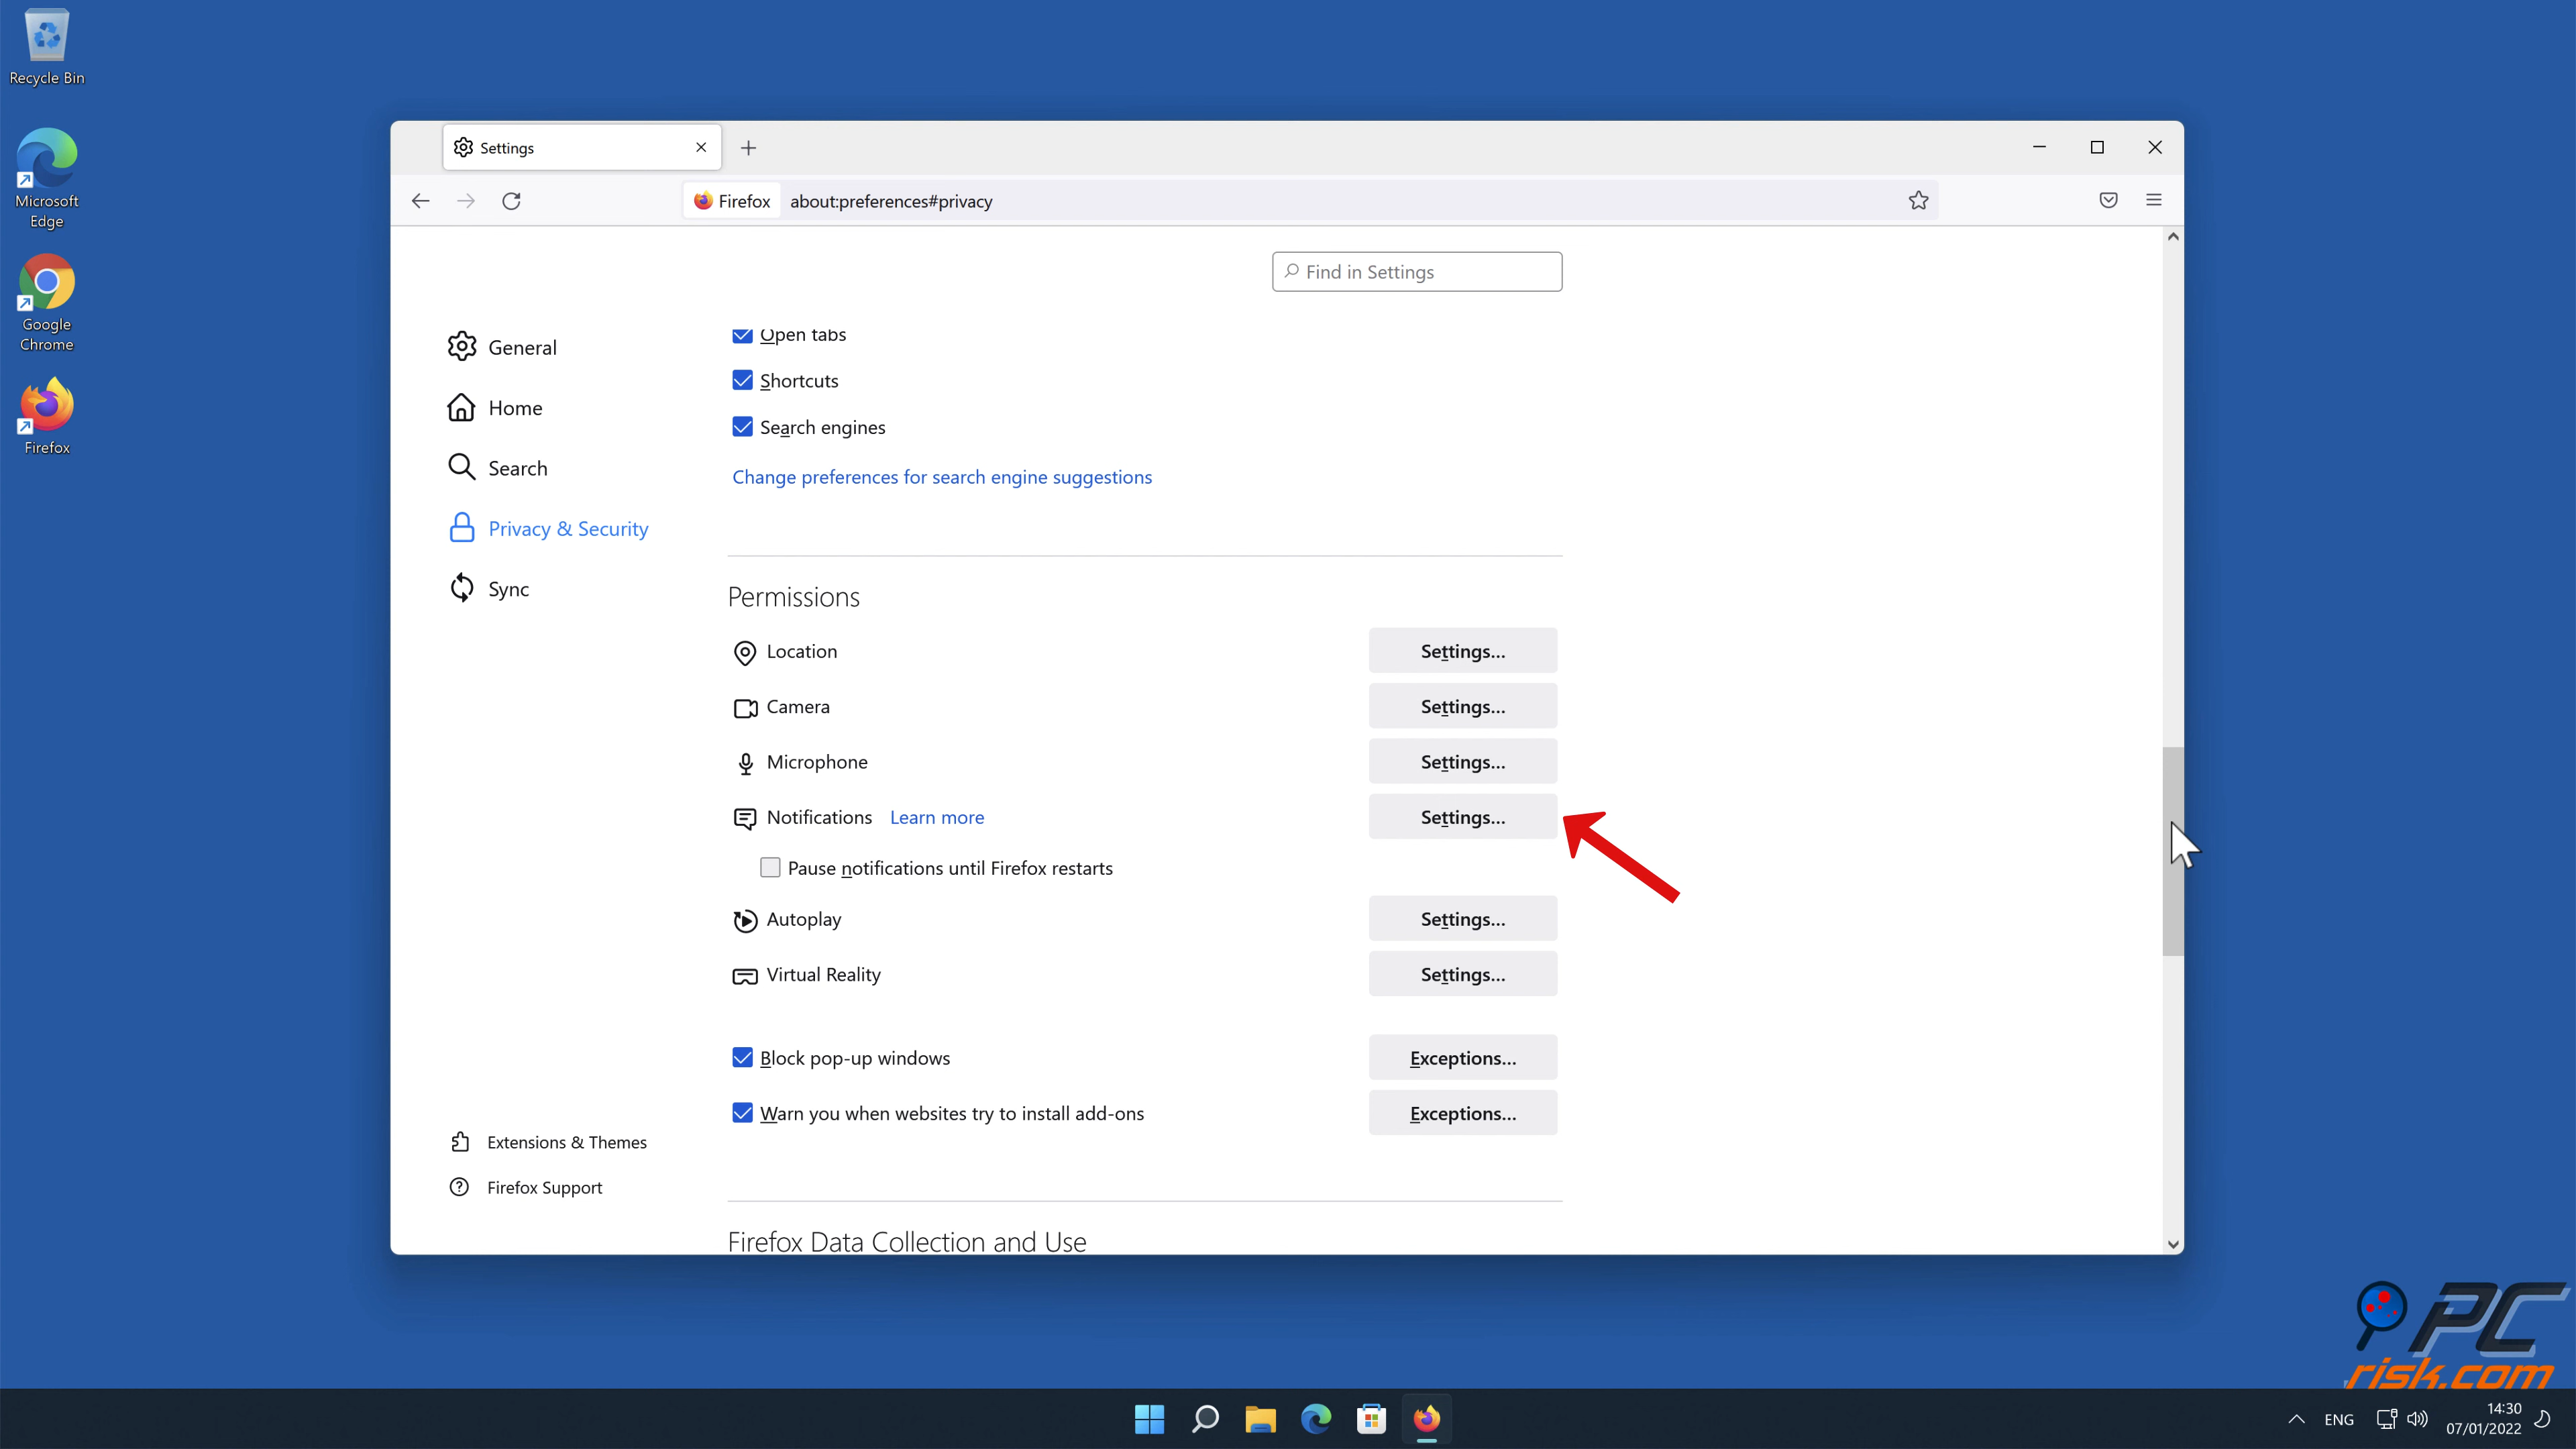 Recycle Bin
Microsoft
Edge
Google
Chrome
Firefox
Settings
Firefox
about:preferences#privacy
Find in Settings
General
Home
Search
Privacy & Security
Sync
Extensions & Themes
Firefox Support
Open tabs
Shortcuts
Search engines
Change preferences for search engine suggestions
Permissions
Location Settings...
Camera Settings...
Microphone Settings...
Notifications Learn more Settings...
Pause notifications until Firefox restarts
Autoplay Settings...
Virtual Reality Settings...
Block pop-up windows Exceptions...
Warn you when websites try to install add-ons Exceptions...
Firefox Data Collection and Use
PC
risk.com
ENG
14:30
07/01/2022